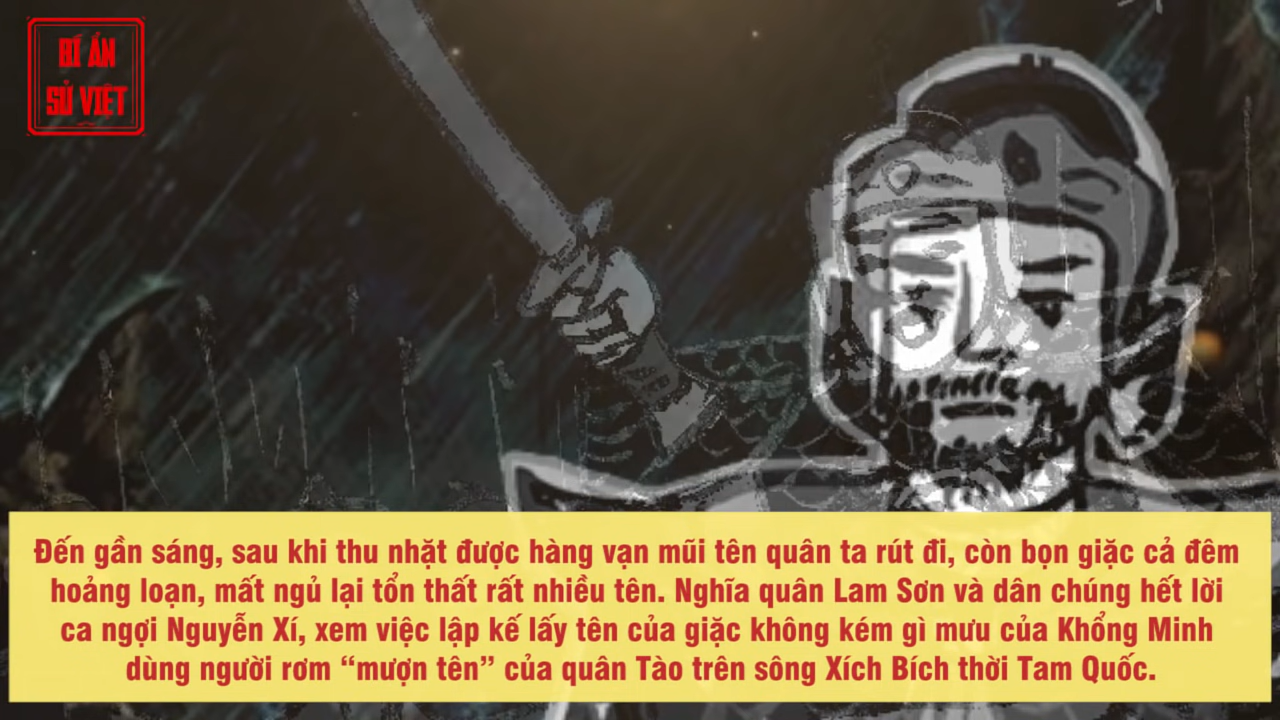 BÍ ẨN
SỬ VIỆT
Đến gần sáng, sau khi thu nhặt được hàng vạn mũi tên quân ta rút đi, còn bọn giặc cả đêm
hoảng loạn, mất ngủ lại tổn thất rất nhiều tên. Nghĩa quân Lam Sơn và dân chúng hết lời
ca ngợi Nguyễn Xí, xem việc lập kế lấy tên của giặc không kém gì mưu của Khổng Minh
dùng người rơm “mượn tên” của quân Tào trên sông Xích Bích thời Tam Quốc.